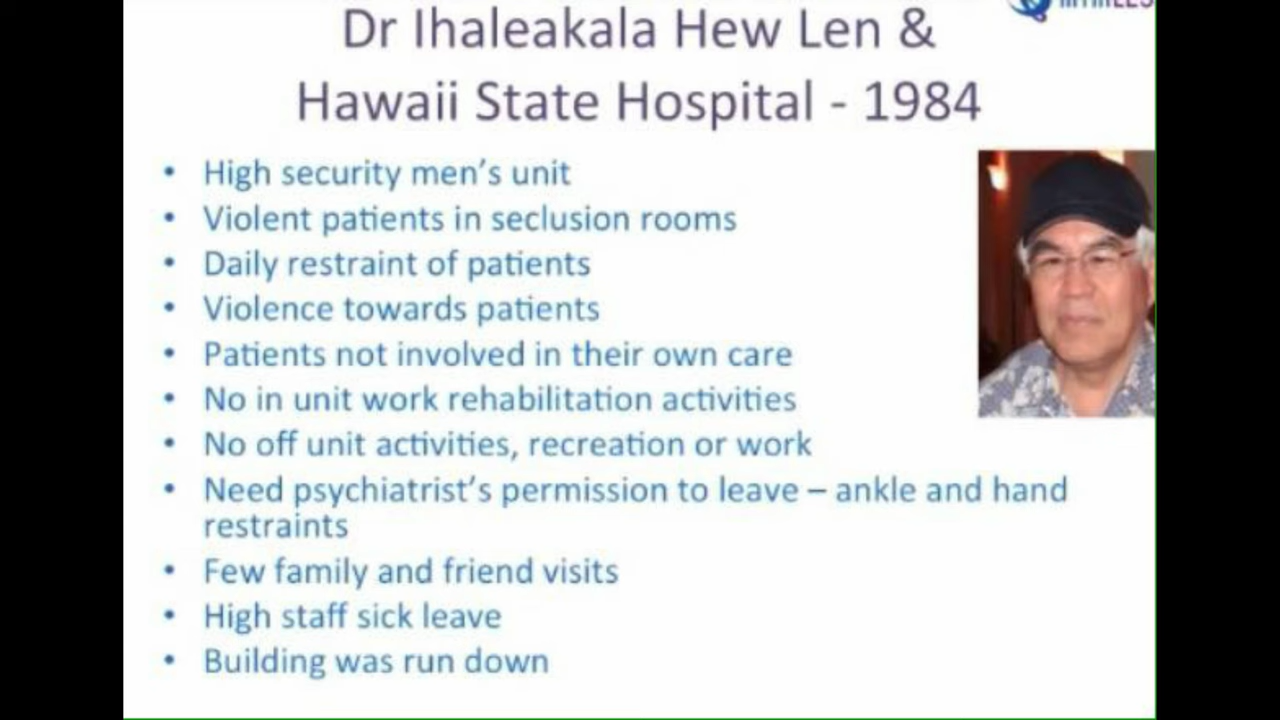 Dr Ihaleakala Hew Len &
Hawaii State Hospital - 1984
• High security men's unit
• Violent patients in seclusion rooms
• Daily restraint of patients
• Violence towards patients
• Patients not involved in their own care
• No in unit work rehabilitation activities
• No off unit activities, recreation or work
• Need psychiatrist's permission to leave – ankle and hand
restraints
• Few family and friend visits
• High staff sick leave
• Building was run down